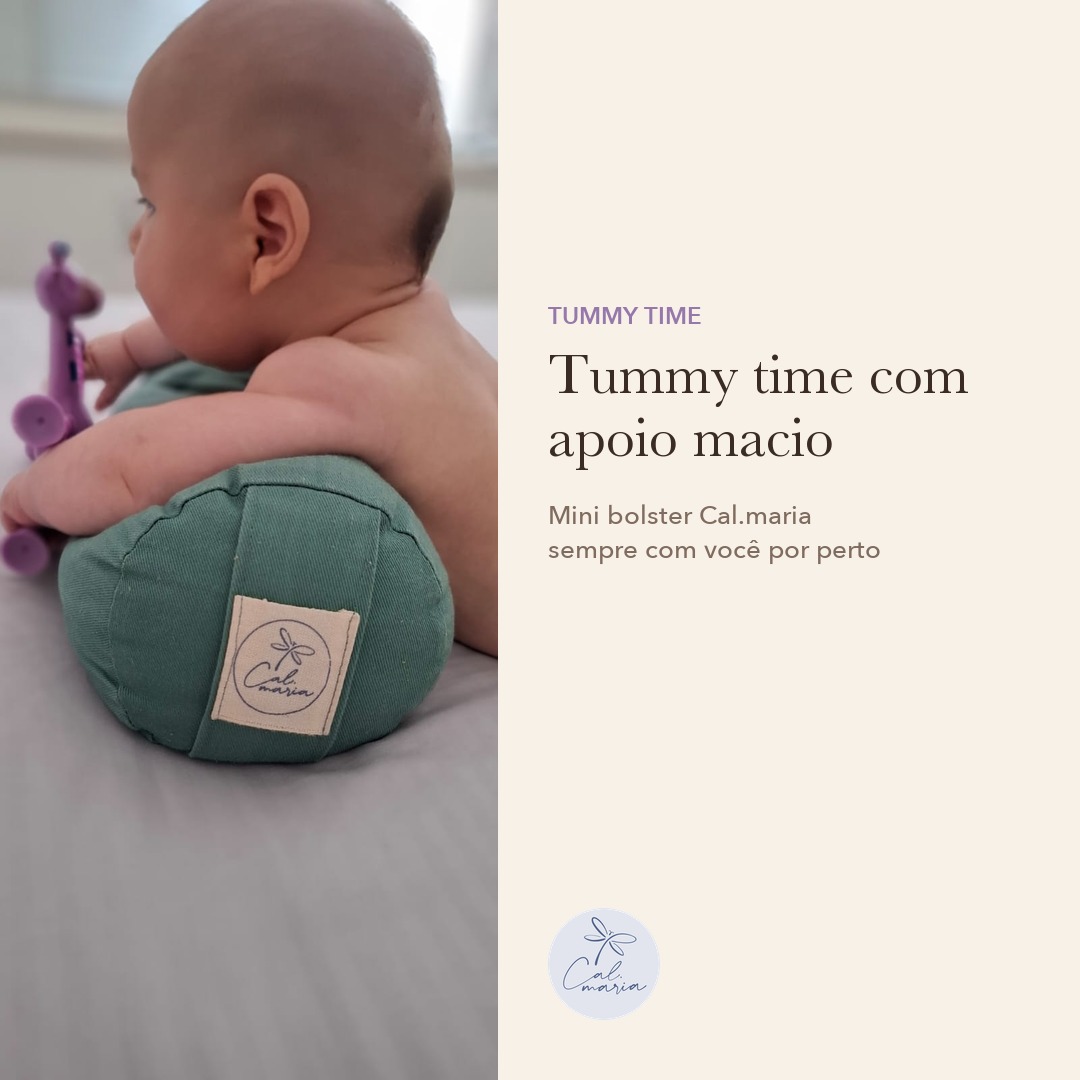 TUMMY TIME
Tummy time com
apoio macio
Mini bolster Cal.maria
sempre com você por perto
Cal.
maria
Cal.
maria